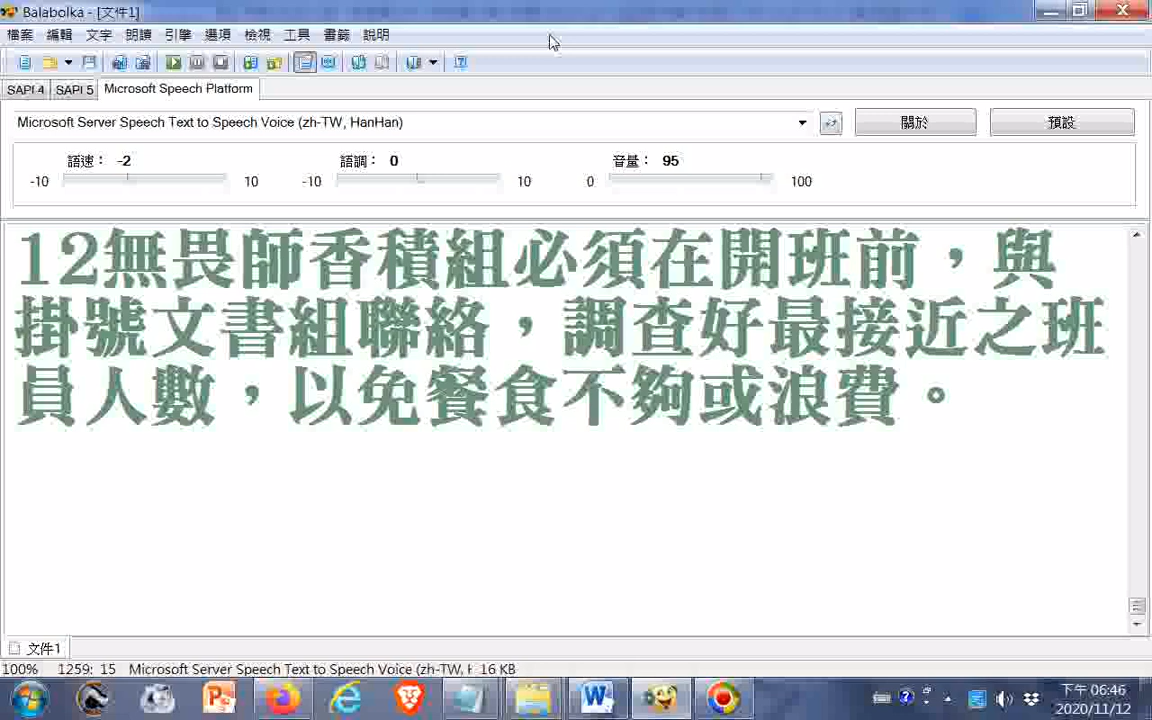 Balabolka - [文件1]
檔案 編輯 文字 朗讀 引擎 選項 檢視 工具 書籤 說明
SAPI 4 SAPI 5 Microsoft Speech Platform
Microsoft Server Speech Text to Speech Voice (zh-TW, HanHan) 關於 預設
語速： -2 語調： 0 音量： 95
-10 10 -10 10 0 100
12無畏師香積組必須在開班前，與
掛號文書組聯絡，調查好最接近之班
員人數，以免餐食不夠或浪費。
文件1
100% 1259: 15 Microsoft Server Speech Text to Speech Voice (zh-TW, 16 KB
下午 06:46
2020/11/12